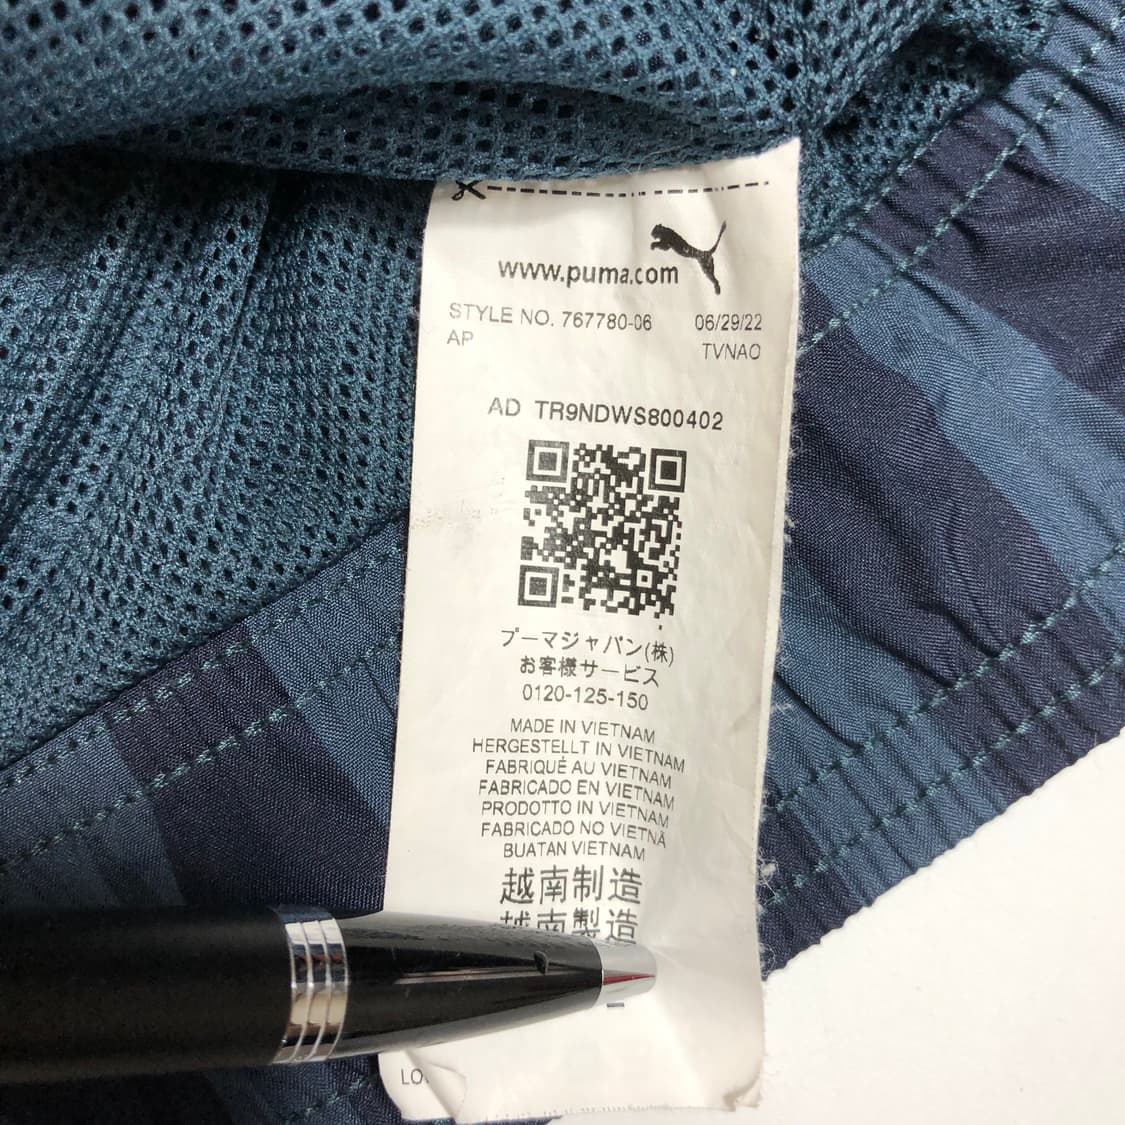 www.puma.com
STYLE NO. 767780-06 06/29/22
AP TVNAO
AD TR9NDWS800402
プーマジャパン(株)
お客様サービス
0120-125-150
MADE IN VIETNAM
HERGESTELLT IN VIETNAM
FABRIQUÉ AU VIETNAM
FABRICADO EN VIETNAM
PRODOTTO IN VIETNAM
FABRICADO NO VIETNÃ
BUATAN VIETNAM
越南制造
越南製造